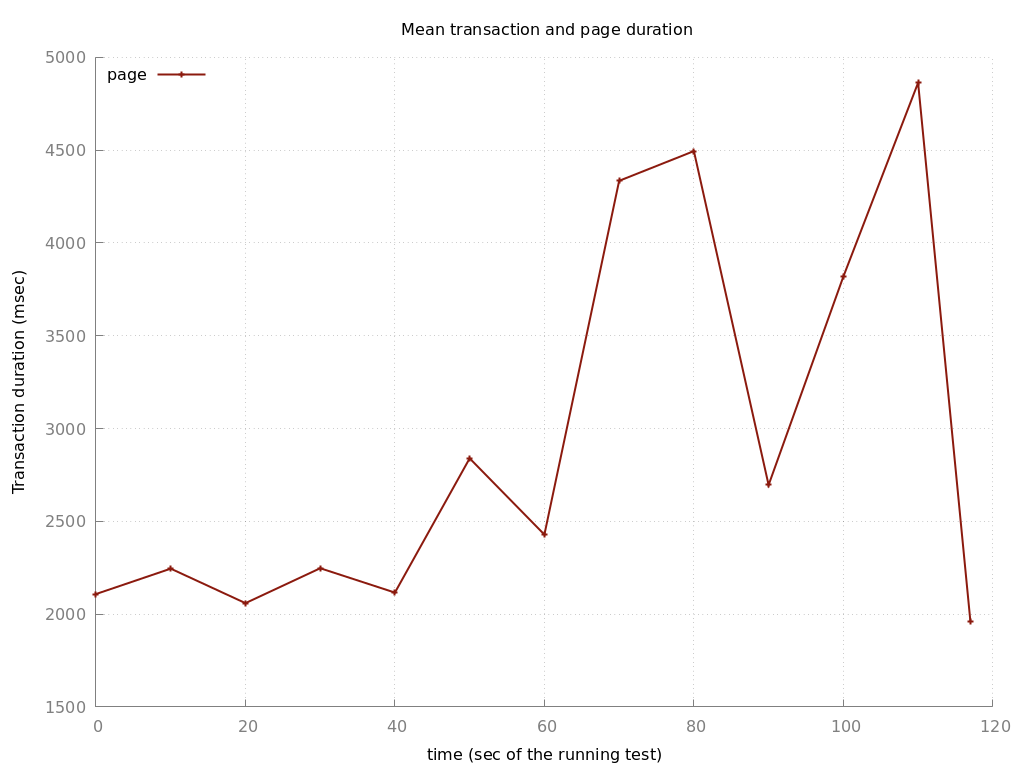 Mean transaction and page duration
5000
page
4500
4000
3500
3000
2500
2000
1500
Transaction duration (msec)
0 20 40 60 80 100 120
time (sec of the running test)